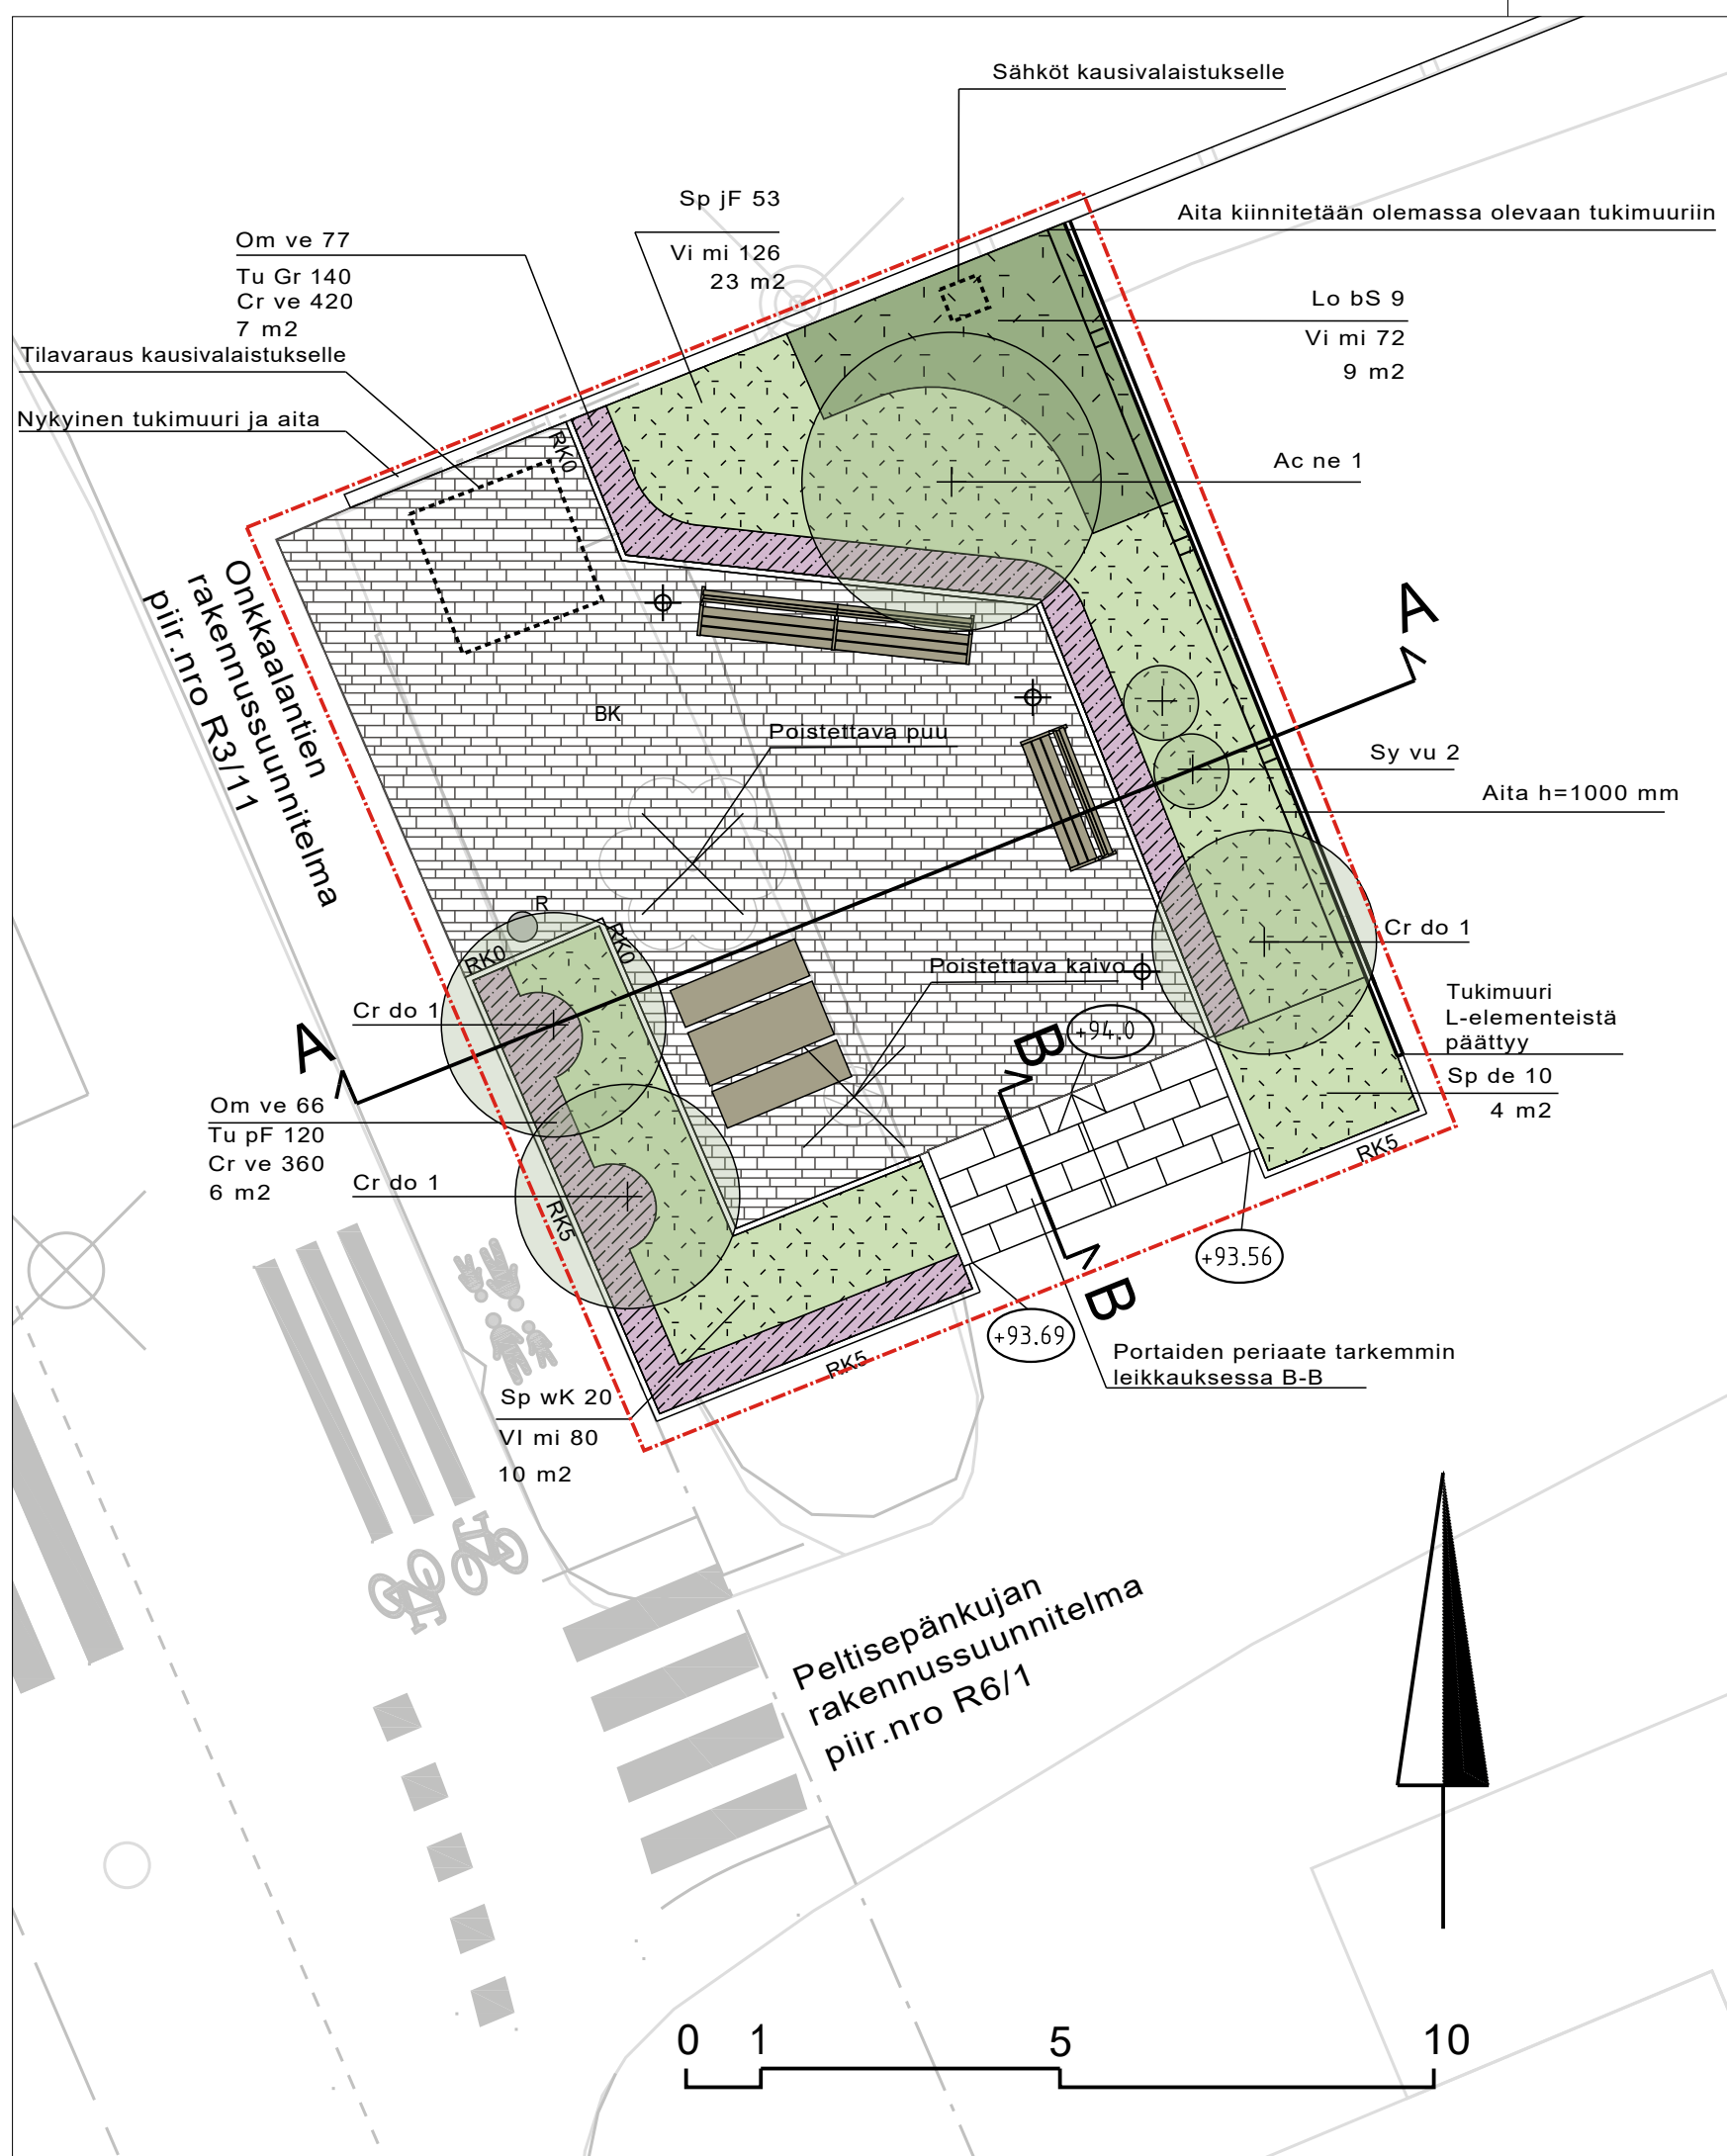 Sähköt kausivalaistukselle
Sp jF 53
Vi mi 126
23 m2
Aita kiinnitetään olemassa olevaan tukimuuriin
Om ve 77
Tu Gr 140
Cr ve 420
7 m2
Lo bS 9
Vi mi 72
9 m2
Tilavaraus kausivalaistukselle
Nykyinen tukimuuri ja aita
RK0
Ac ne 1
Onkkaalantien
rakennussuunnitelma
piir.nro R3/11
A
BK
Poistettava puu
Sy vu 2
Aita h=1000 mm
R
RK0
RK0
Cr do 1
Poistettava kaivo
Cr do 1
Tukimuuri
L-elementeistä
päättyy
A
B
+94.0
Sp de 10
4 m2
Om ve 66
Tu pF 120
Cr ve 360
6 m2
Cr do 1
RK5
RK5
+93.56
B
+93.69
Portaiden periaate tarkemmin
leikkauksessa B-B
RK5
Sp wK 20
VI mi 80
10 m2
Peltisepänkujan
rakennussuunnitelma
piir.nro R6/1
0 1 5 10